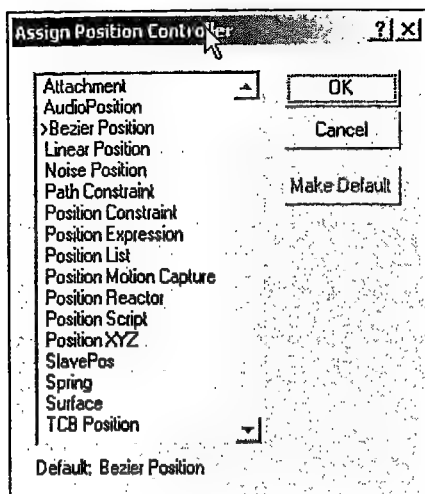 Assign Position Controller
? ×
Attachment
AudioPosition
>Bezier Position
Linear Position
Noise Position
Path Constraint
Position Constraint
Position Expression
Position List
Position Motion Capture
Position Reactor
Position Script
Position XYZ
SlavePos
Spring
Surface
TCB Position
OK
Cancel
Make Default
Default: Bezier Position